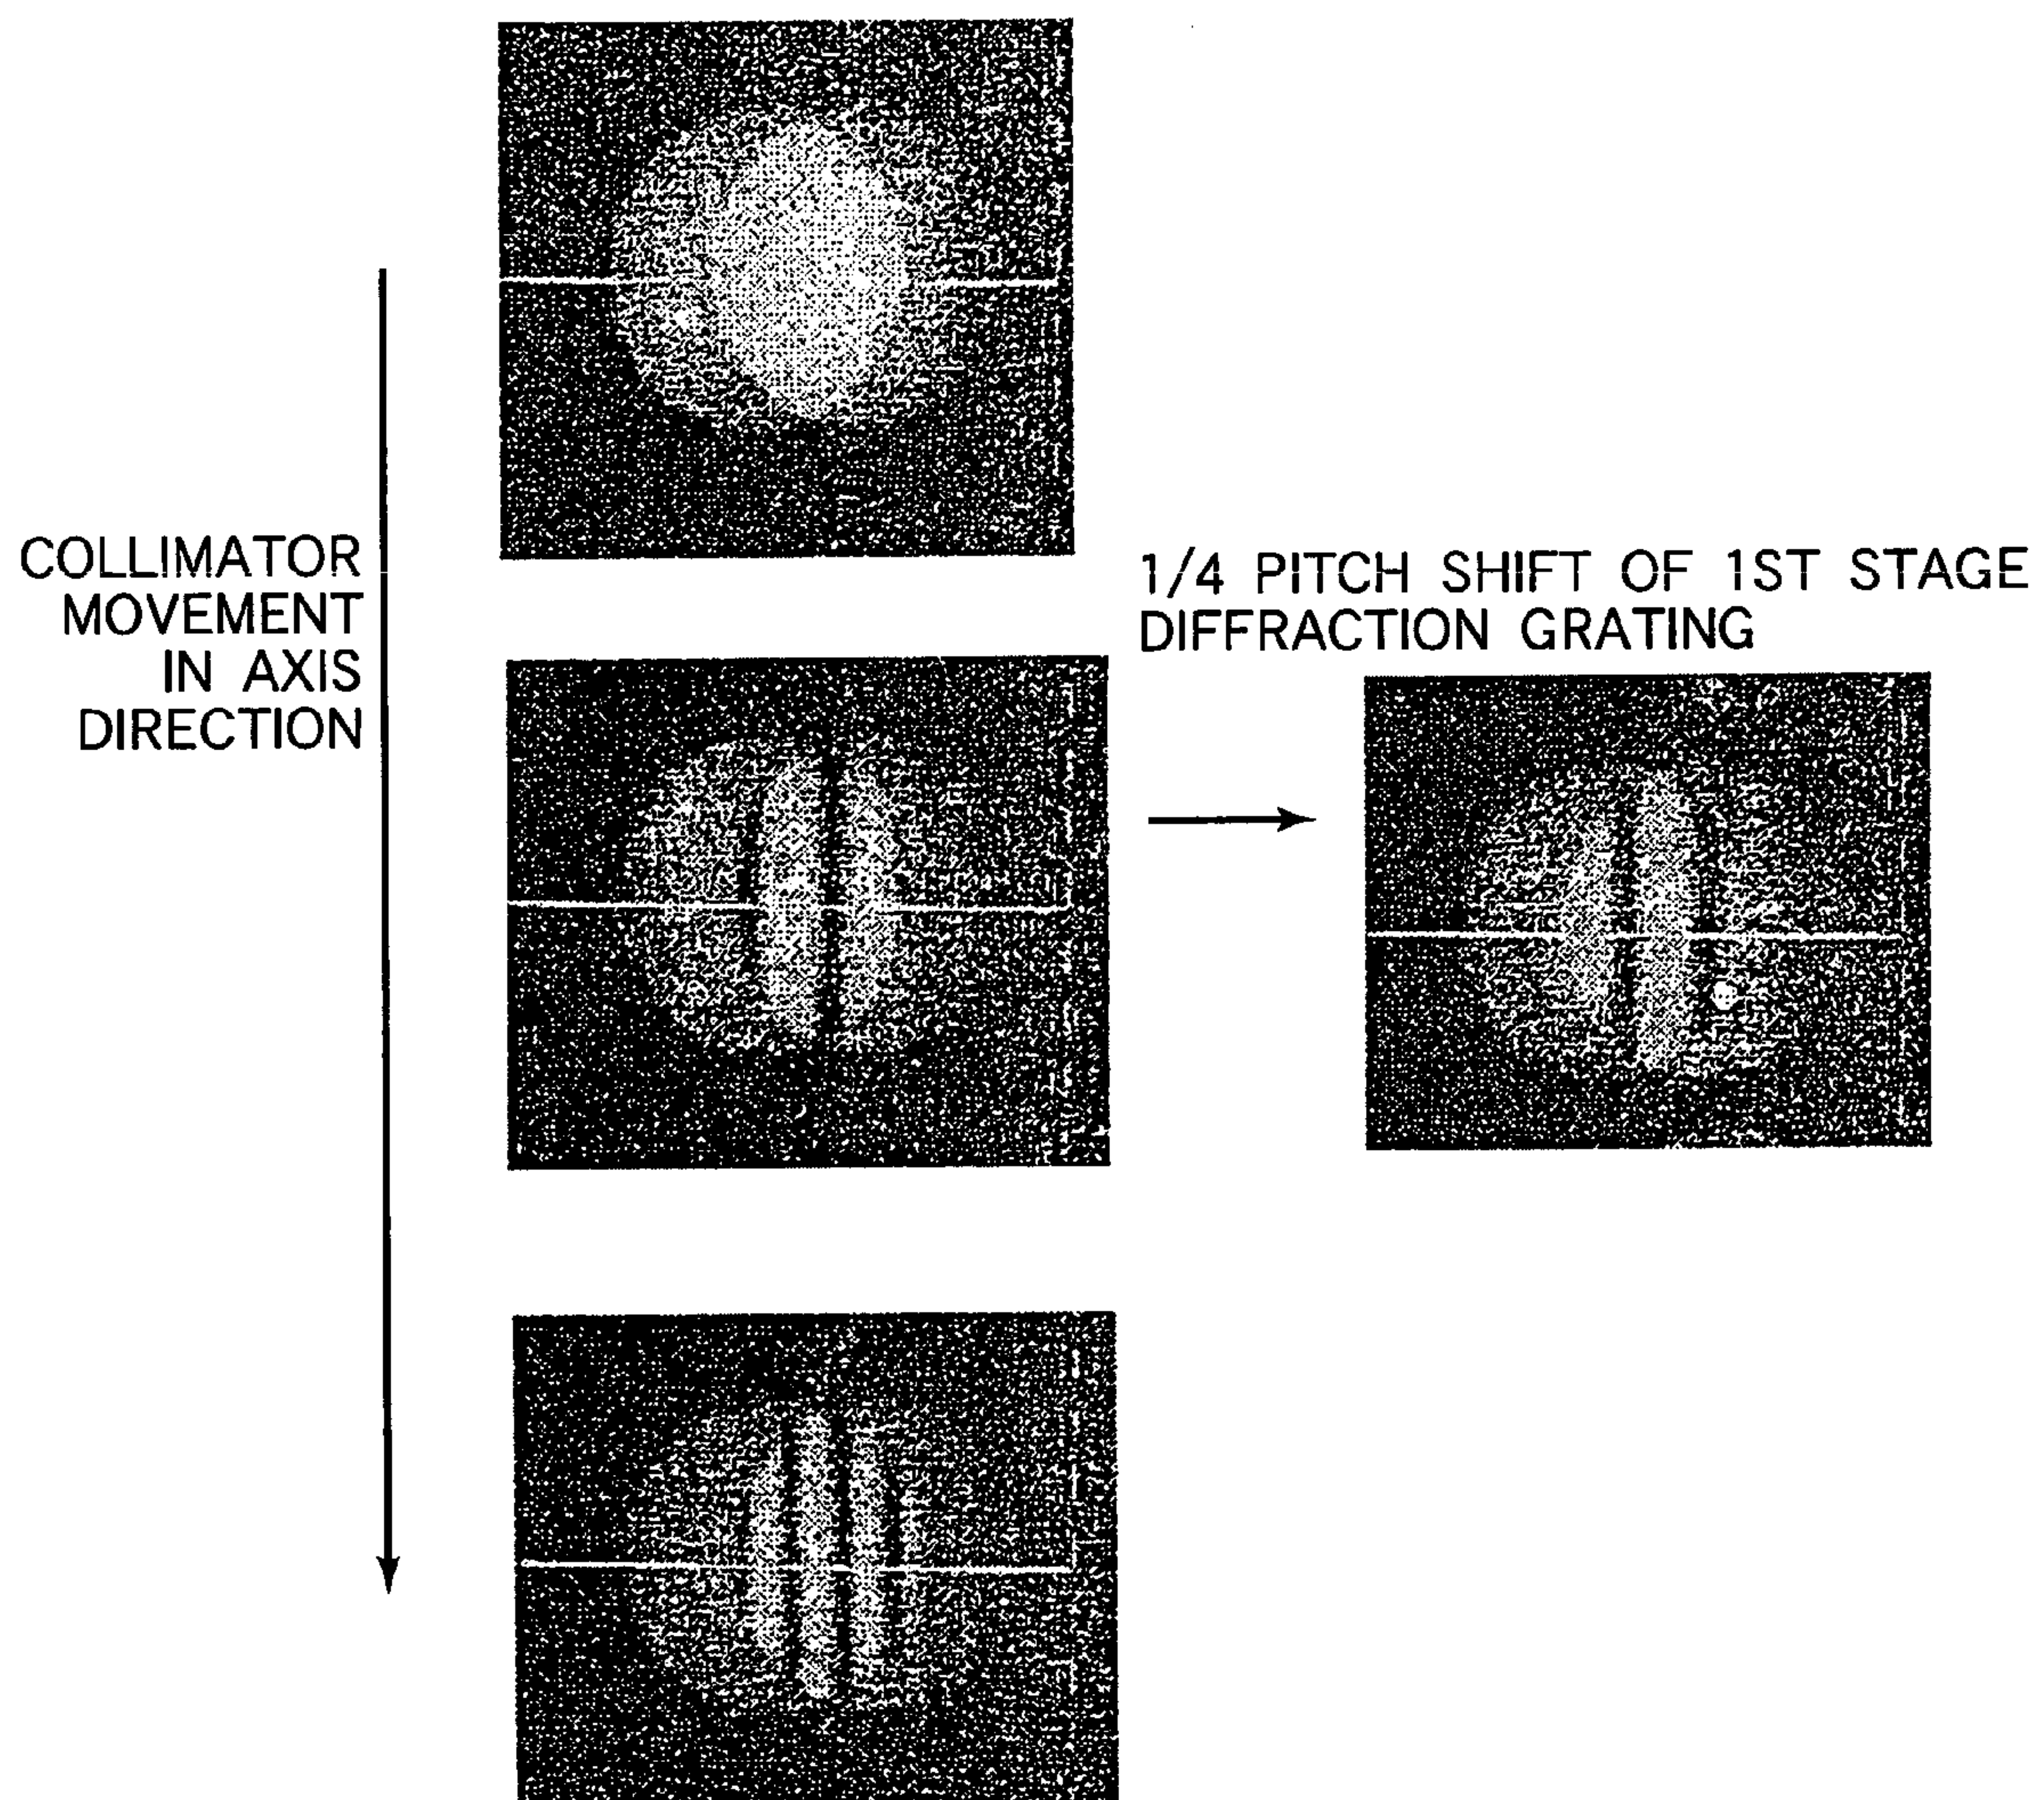 COLLIMATOR
MOVEMENT
IN AXIS
DIRECTION
1/4 PITCH SHIFT OF 1ST STAGE
DIFFRACTION GRATING